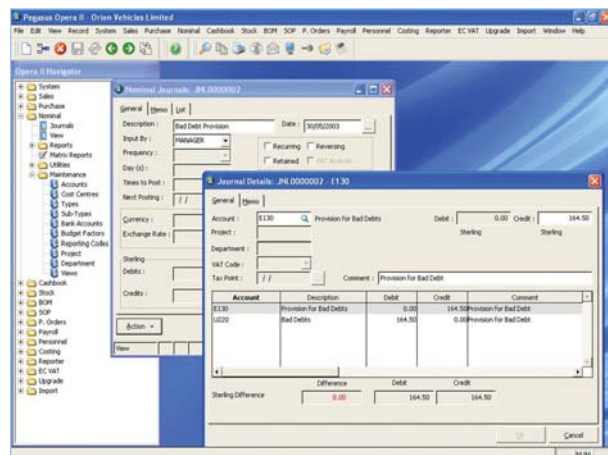 Pegasus Opera II - Orion Vehicles Limited
File Edit View Record System Sales Purchase Nominal Cashbook Stock BOM SOP P. Orders Payroll Personnel Costing Reporter EC VAT Upgrade Import Window Help
Opera II Navigator
System
Sales
Purchase
Nominal
Journals
View
Reports
Matrix Reports
Utilities
Maintenance
Accounts
Cost Centres
Types
Sub-Types
Bank Accounts
Budget Factors
Reporting Codes
Project
Department
Views
Cashbook
Stock
BOM
SOP
P. Orders
Payroll
Personnel
Costing
Reporter
EC VAT
Upgrade
Import
Nominal Journals: JNL0000002
General Memo List
Description : Bad Debt Provision Date : 30/05/2003 ...
Input By : MANAGER
Frequency : Recurring Reversing
Day (s) : Retained VAT Analysis
Times to Post :
Next Posting : / /
Currency :
Exchange Rate :
Sterling
Debits :
Credits :
Action
View
Journal Details: JNL0000002 - E130
General Memo
Account : E130 Provision for Bad Debts Debit : 0.00 Credit : 164.50
Project : Sterling Sterling
Department :
VAT Code :
Tax Point : / / Comment : Provision for Bad Debt
Account Description Debit Credit Comment
E130 Provision for Bad Debts 0.00 164.50 Provision for Bad Debt
U220 Bad Debts 164.50 0.00 Provision for Bad Debt
Difference Debit Credit
Sterling Difference 0.00 164.50 164.50
Cancel
NUM